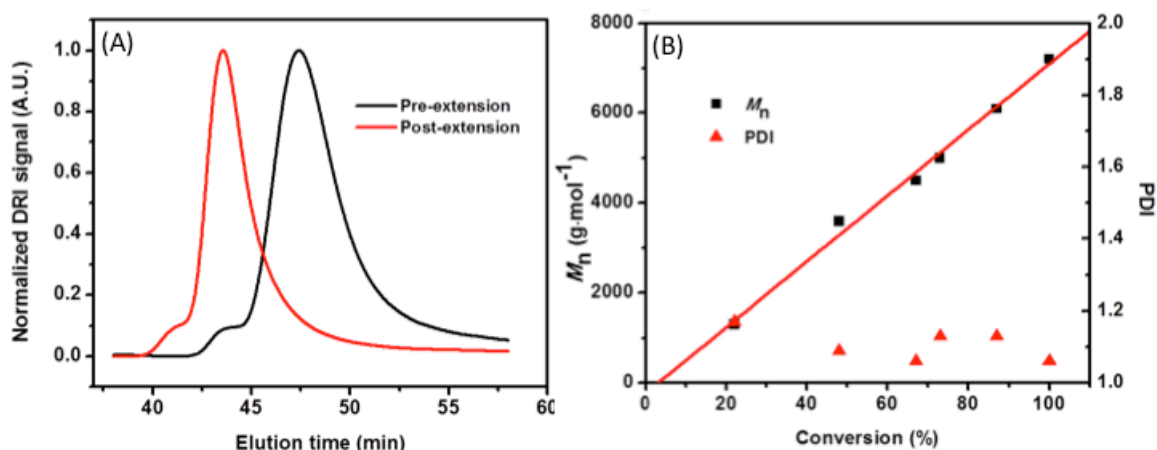 (A)
Normalized DRI signal (A.U.)
1.0
0.8
0.6
0.4
0.2
0.0
Pre-extension
Post-extension
40 45 50 55 60
Elution time (min)
(B)
Mn (g·mol-1)
8000
6000
4000
2000
0
Mn
PDI
2.0
1.8
1.6
1.4
1.2
1.0
PDI
0 20 40 60 80 100
Conversion (%)